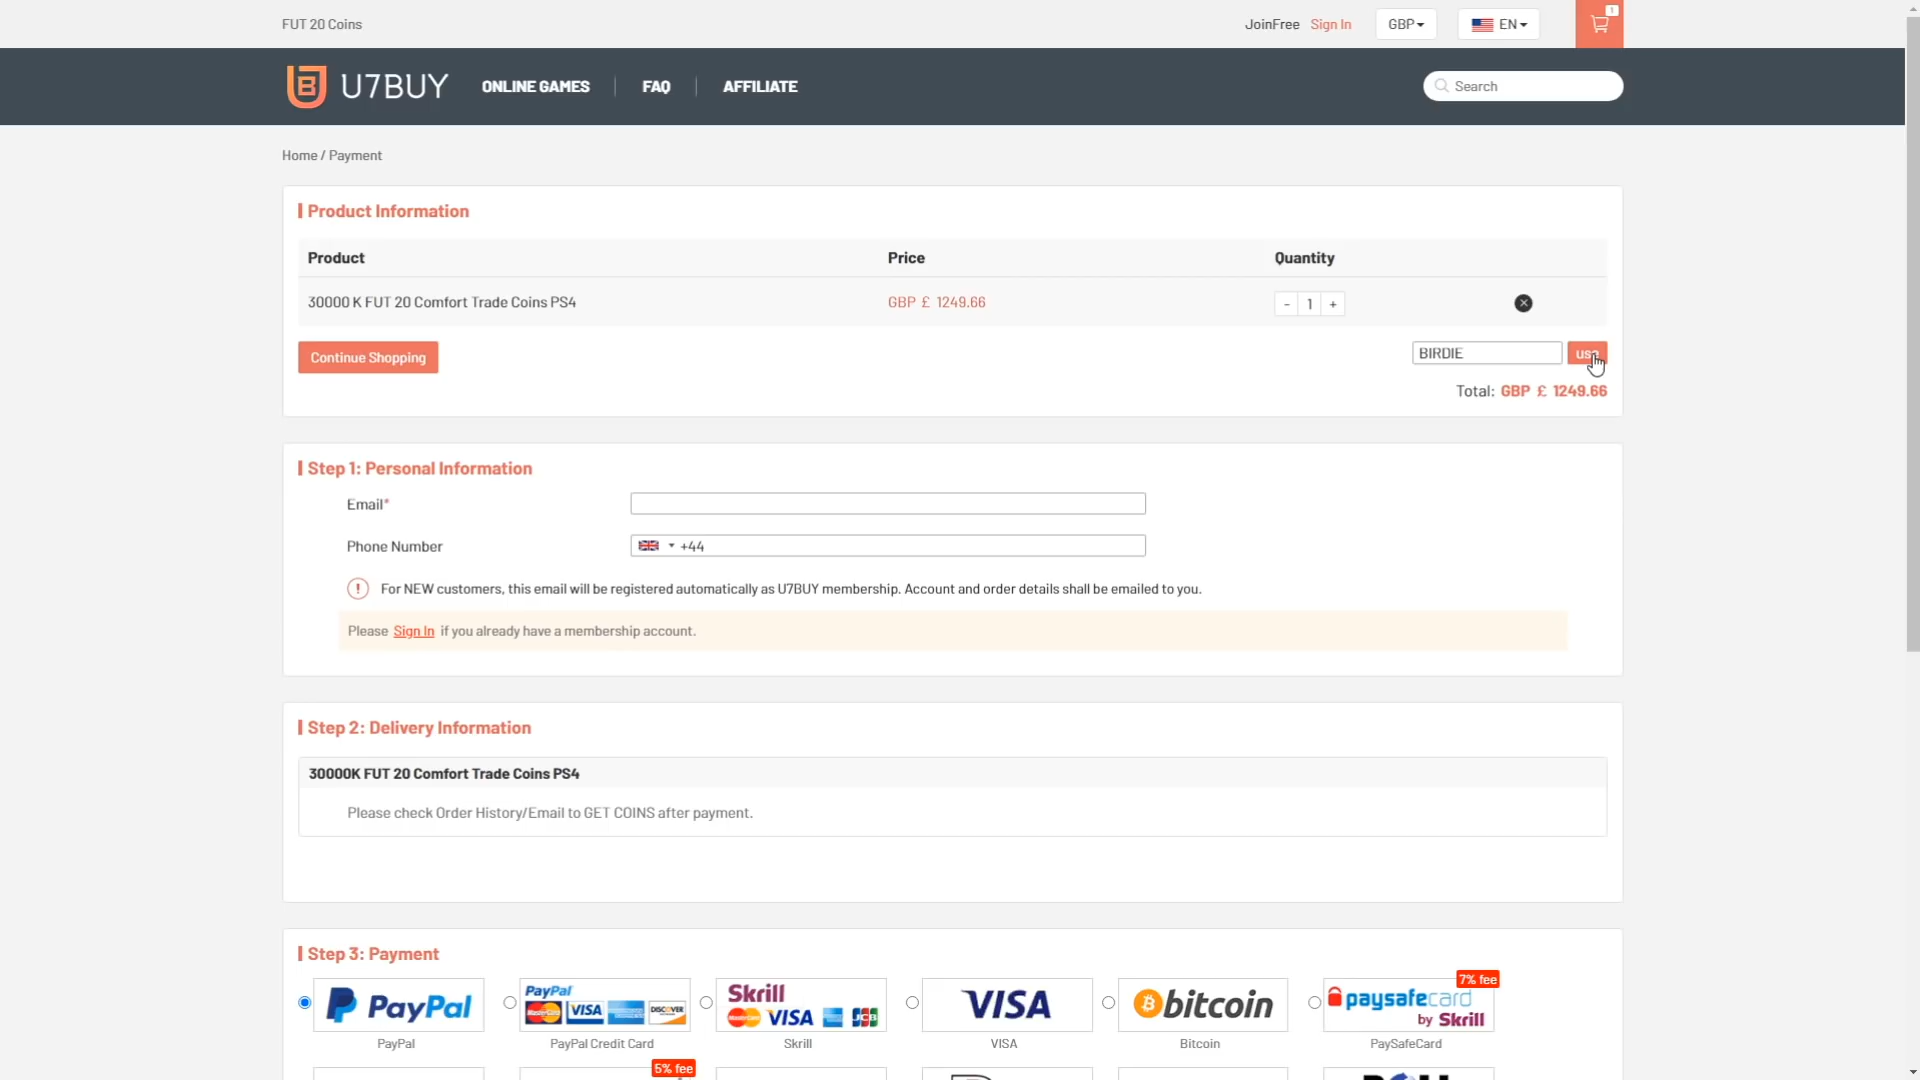 FUT 20 Coins
JoinFree Sign In GBP EN 1
U7BUY ONLINE GAMES FAQ AFFILIATE Search
Home / Payment
Product Information
Product Price Quantity
30000 K FUT 20 Comfort Trade Coins PS4 GBP £ 1249.66 - 1 +
Continue Shopping BIRDIE
Total: GBP £ 1249.66
Step 1: Personal Information
Email*
Phone Number +44
! For NEW customers, this email will be registered automatically as U7BUY membership. Account and order details shall be emailed to you.
Please Sign In if you already have a membership account.
Step 2: Delivery Information
30000K FUT 20 Comfort Trade Coins PS4
Please check Order History/Email to GET COINS after payment.
Step 3: Payment
7% fee
PayPal PayPal MasterCard VISA DISCOVER Skrill MasterCard VISA JCB VISA bitcoin paysafecard by Skrill
PayPal PayPal Credit Card Skrill VISA Bitcoin PaySafeCard
5% fee